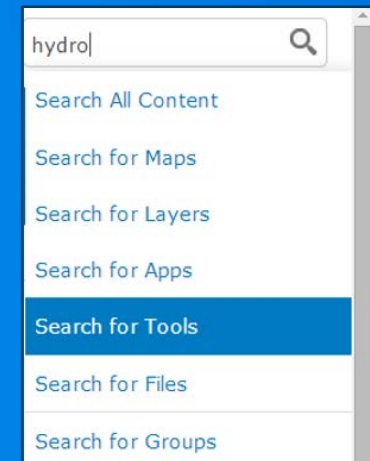 hydro
Search All Content
Search for Maps
Search for Layers
Search for Apps
Search for Tools
Search for Files
Search for Groups